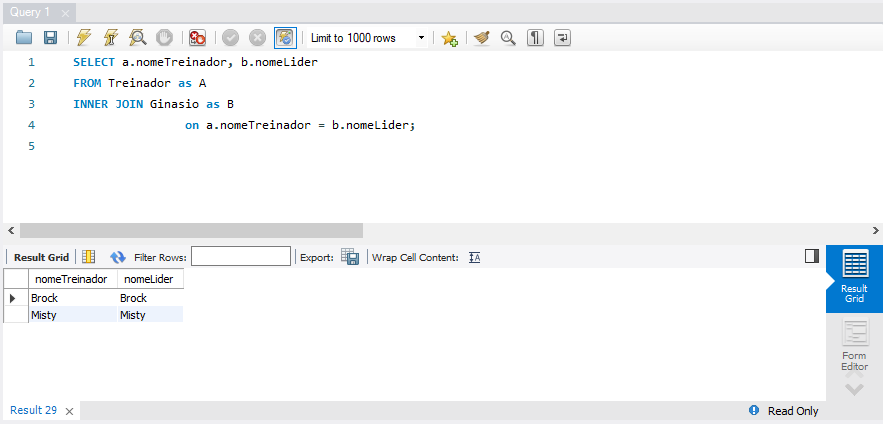 Query 1
Limit to 1000 rows
1 SELECT a.nomeTreinador, b.nomeLider
2 FROM Treinador as A
3 INNER JOIN Ginasio as B
4 on a.nomeTreinador = b.nomeLider;
5
Result Grid Filter Rows: Export: Wrap Cell Content: IA
nomeTreinador nomeLider
Brock Brock
Misty Misty
Result
Grid
Form
Editor
Result 29 Read Only